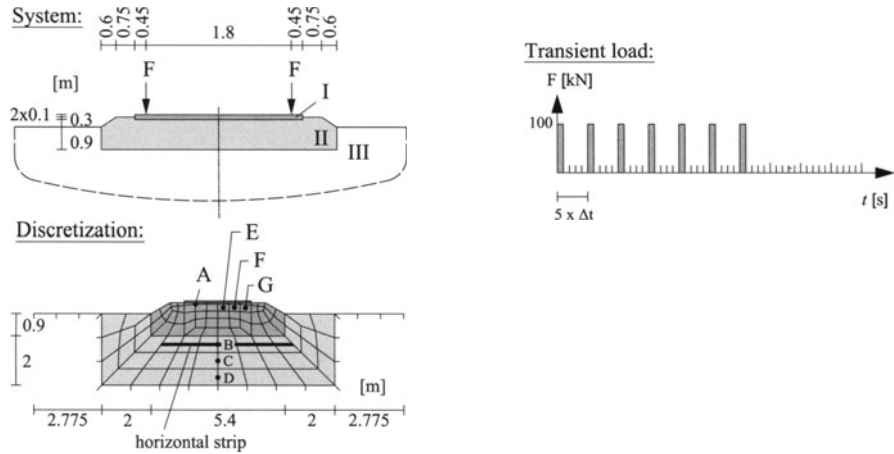 System:
0.6 0.75 0.45 1.8 0.45 0.75 0.6
F F
[m]
I
2x0.1 0.3
0.9
II
III
Transient load:
F [kN]
100
t [s]
5 x Δt
Discretization:
E
F
A
G
0.9
2
B
C
D
[m]
2.775 2 5.4 2 2.775
horizontal strip